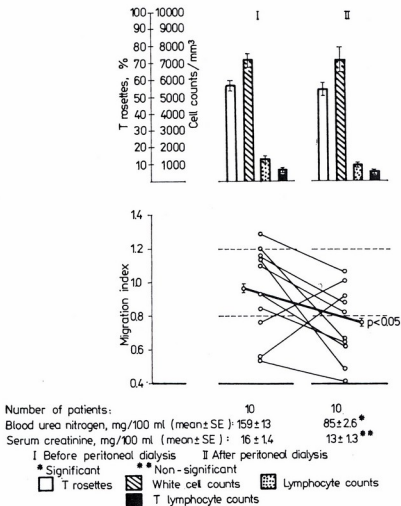 I II
T rosettes, %
Cell counts/mm³
100 10000
90 9000
80 8000
70 7000
60 6000
50 5000
40 4000
30 3000
20 2000
10 1000
Migration index
1.4
1.2
1.0
0.8
0.6
0.4
p<0.05
Number of patients: 10 10
Blood urea nitrogen, mg/100 ml (mean±SE): 159±13 85±2.6*
Serum creatinine, mg/100 ml (mean±SE): 16±1.4 13±1.3**
I Before peritoneal dialysis II After peritoneal dialysis
* Significant ** Non-significant
T rosettes White cell counts Lymphocyte counts
T lymphocyte counts